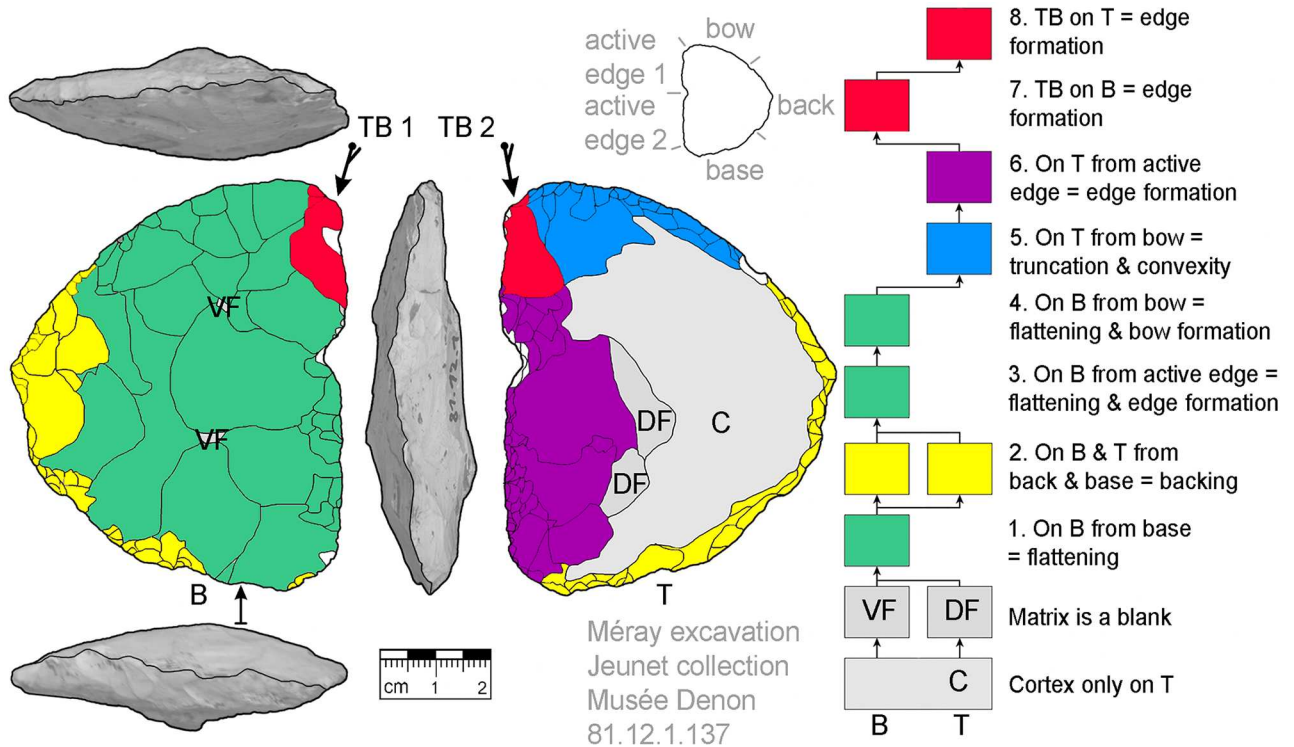 active
edge 1
active
edge 2
bow
back
base
TB 1
TB 2
VF
VF
B
81.12.1
DF
DF
C
T
cm 1 2
Méray excavation
Jeunet collection
Musée Denon
81.12.1.137
8. TB on T = edge
formation
7. TB on B = edge
formation
6. On T from active
edge = edge formation
5. On T from bow =
truncation & convexity
4. On B from bow =
flattening & bow formation
3. On B from active edge =
flattening & edge formation
2. On B & T from
back & base = backing
1. On B from base
= flattening
VF
DF
Matrix is a blank
C
Cortex only on T
B
T